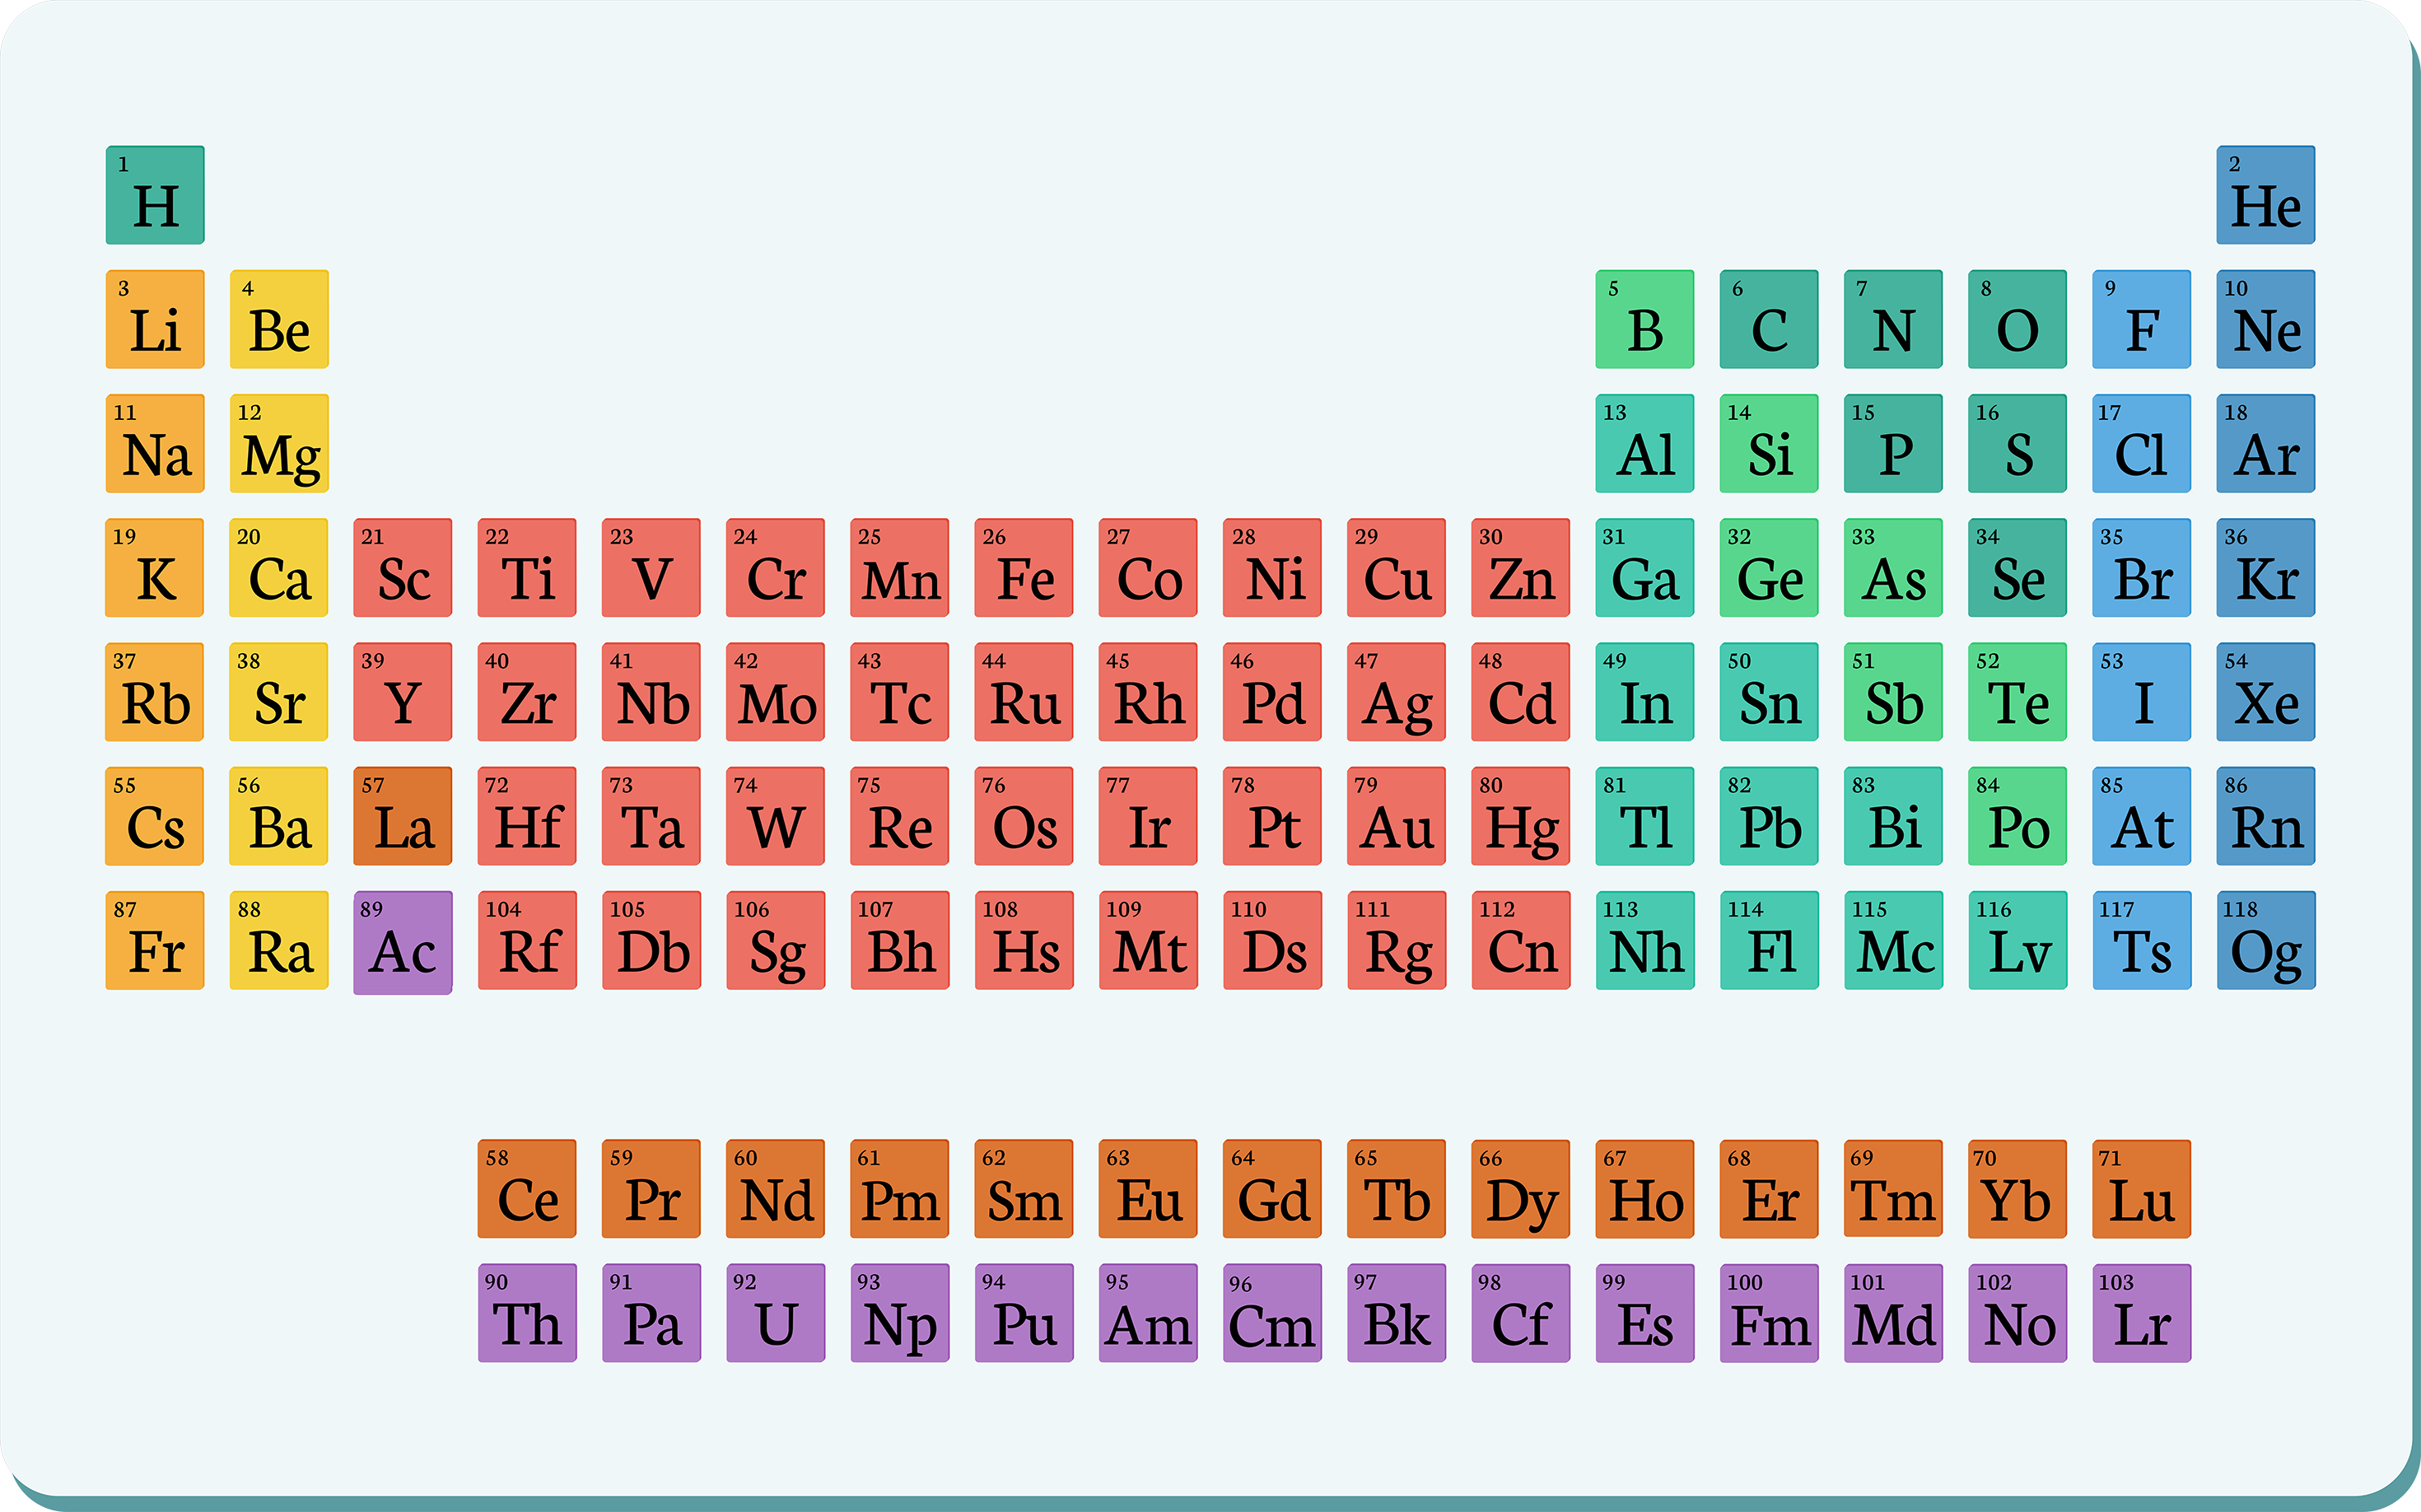 1 2
H He
3 4 5 6 7 8 9 10
Li Be B C N O F Ne
11 12 13 14 15 16 17 18
Na Mg Al Si P S Cl Ar
19 20 21 22 23 24 25 26 27 28 29 30 31 32 33 34 35 36
K Ca Sc Ti V Cr Mn Fe Co Ni Cu Zn Ga Ge As Se Br Kr
37 38 39 40 41 42 43 44 45 46 47 48 49 50 51 52 53 54
Rb Sr Y Zr Nb Mo Tc Ru Rh Pd Ag Cd In Sn Sb Te I Xe
55 56 57 72 73 74 75 76 77 78 79 80 81 82 83 84 85 86
Cs Ba La Hf Ta W Re Os Ir Pt Au Hg Tl Pb Bi Po At Rn
87 88 89 104 105 106 107 108 109 110 111 112 113 114 115 116 117 118
Fr Ra Ac Rf Db Sg Bh Hs Mt Ds Rg Cn Nh Fl Mc Lv Ts Og
58 59 60 61 62 63 64 65 66 67 68 69 70 71
Ce Pr Nd Pm Sm Eu Gd Tb Dy Ho Er Tm Yb Lu
90 91 92 93 94 95 96 97 98 99 100 101 102 103
Th Pa U Np Pu Am Cm Bk Cf Es Fm Md No Lr